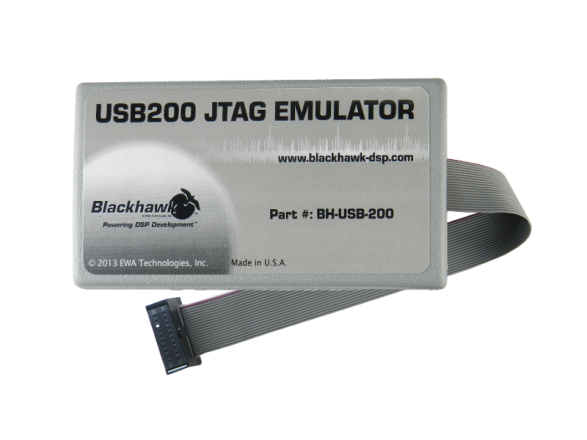 USB200 JTAG EMULATOR
www.blackhawk-dsp.com
Blackhawk
Powering DSP Development™
Part #: BH-USB-200
© 2013 EWA Technologies, Inc.
Made in U.S.A.